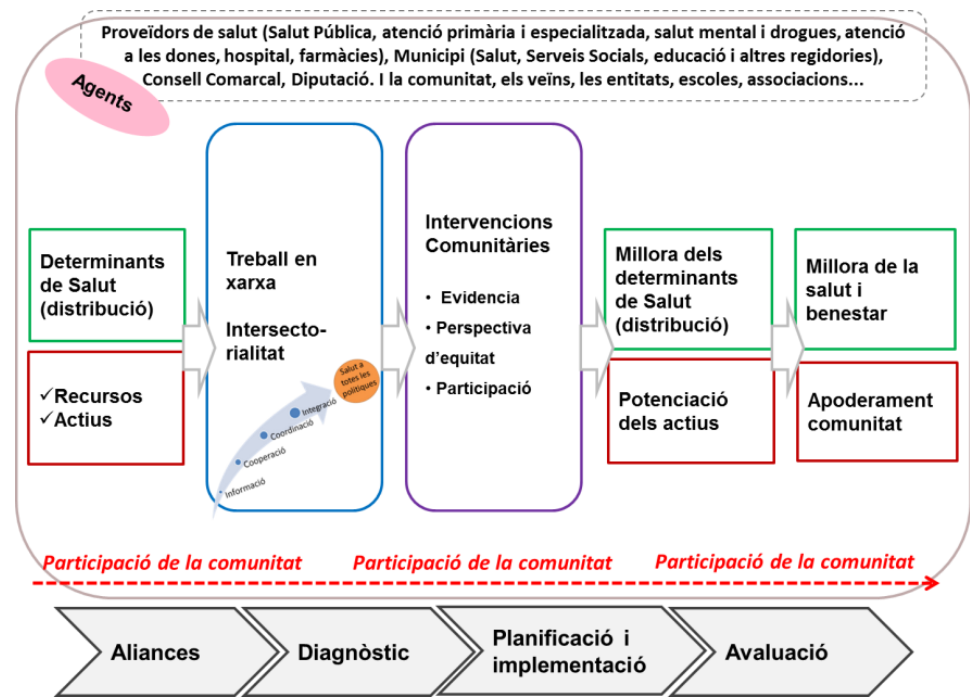 Proveïdors de salut (Salut Pública, atenció primària i especialitzada, salut mental i drogues, atenció
a les dones, hospital, farmàcies), Municipi (Salut, Serveis Socials, educació i altres regidories),
Consell Comarcal, Diputació. I la comunitat, els veïns, les entitats, escoles, associacions...
Agents
Determinants
de Salut
(distribució)
✓Recursos
✓Actius
Treball en
xarxa
Intersecto-
rialitat
Salut a
totes les
polítiques
Integració
Coordinació
Cooperació
Informació
Intervencions
Comunitàries
• Evidencia
• Perspectiva
d'equitat
• Participació
Millora dels
determinants
de Salut
(distribució)
Potenciació
dels actius
Millora de la
salut i
benestar
Apoderament
comunitat
Participació de la comunitat
Participació de la comunitat
Participació de la comunitat
Aliances
Diagnòstic
Planificació i
implementació
Avaluació